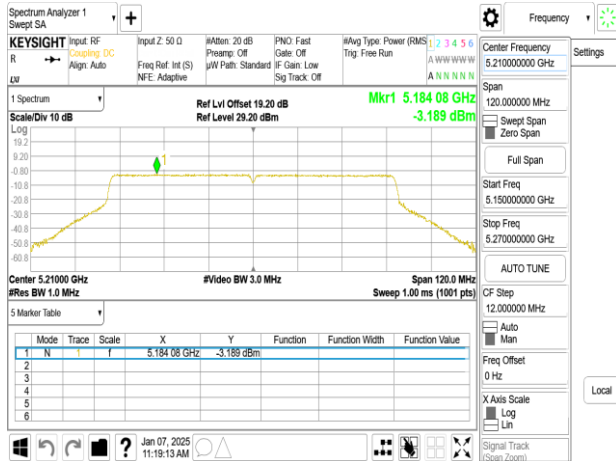 Spectrum Analyzer 1
Swept SA
Frequency
KEYSIGHT
R
LXI
Input: RF
Coupling: DC
Align: Auto
Input Z: 50 Ω
Freq Ref: Int (S)
NFE: Adaptive
#Atten: 20 dB
Preamp: Off
µW Path: Standard
PNO: Fast
Gate: Off
IF Gain: Low
Sig Track: Off
#Avg Type: Power (RMS
Trig: Free Run
1 2 3 4 5 6
A W W W W W
A N N N N N
1 Spectrum
Scale/Div 10 dB
Ref Lvl Offset 19.20 dB
Ref Level 29.20 dBm
Mkr1 5.184 08 GHz
-3.189 dBm
Log
19.2
9.20
-0.80
-10.8
-20.8
-30.8
-40.8
-50.8
-60.8
1
Center 5.21000 GHz
#Res BW 1.0 MHz
#Video BW 3.0 MHz
Span 120.0 MHz
Sweep 1.00 ms (1001 pts)
5 Marker Table
Mode Trace Scale X Y Function Function Width Function Value
1 N 1 f 5.184 08 GHz -3.189 dBm
2
3
4
5
6
Jan 07, 2025
11:19:13 AM
Center Frequency
5.210000000 GHz
Span
120.000000 MHz
Swept Span
Zero Span
Full Span
Start Freq
5.150000000 GHz
Stop Freq
5.270000000 GHz
AUTO TUNE
CF Step
12.000000 MHz
Auto
Man
Freq Offset
0 Hz
X Axis Scale
Log
Lin
Signal Track
(Span Zoom)
Settings
Local